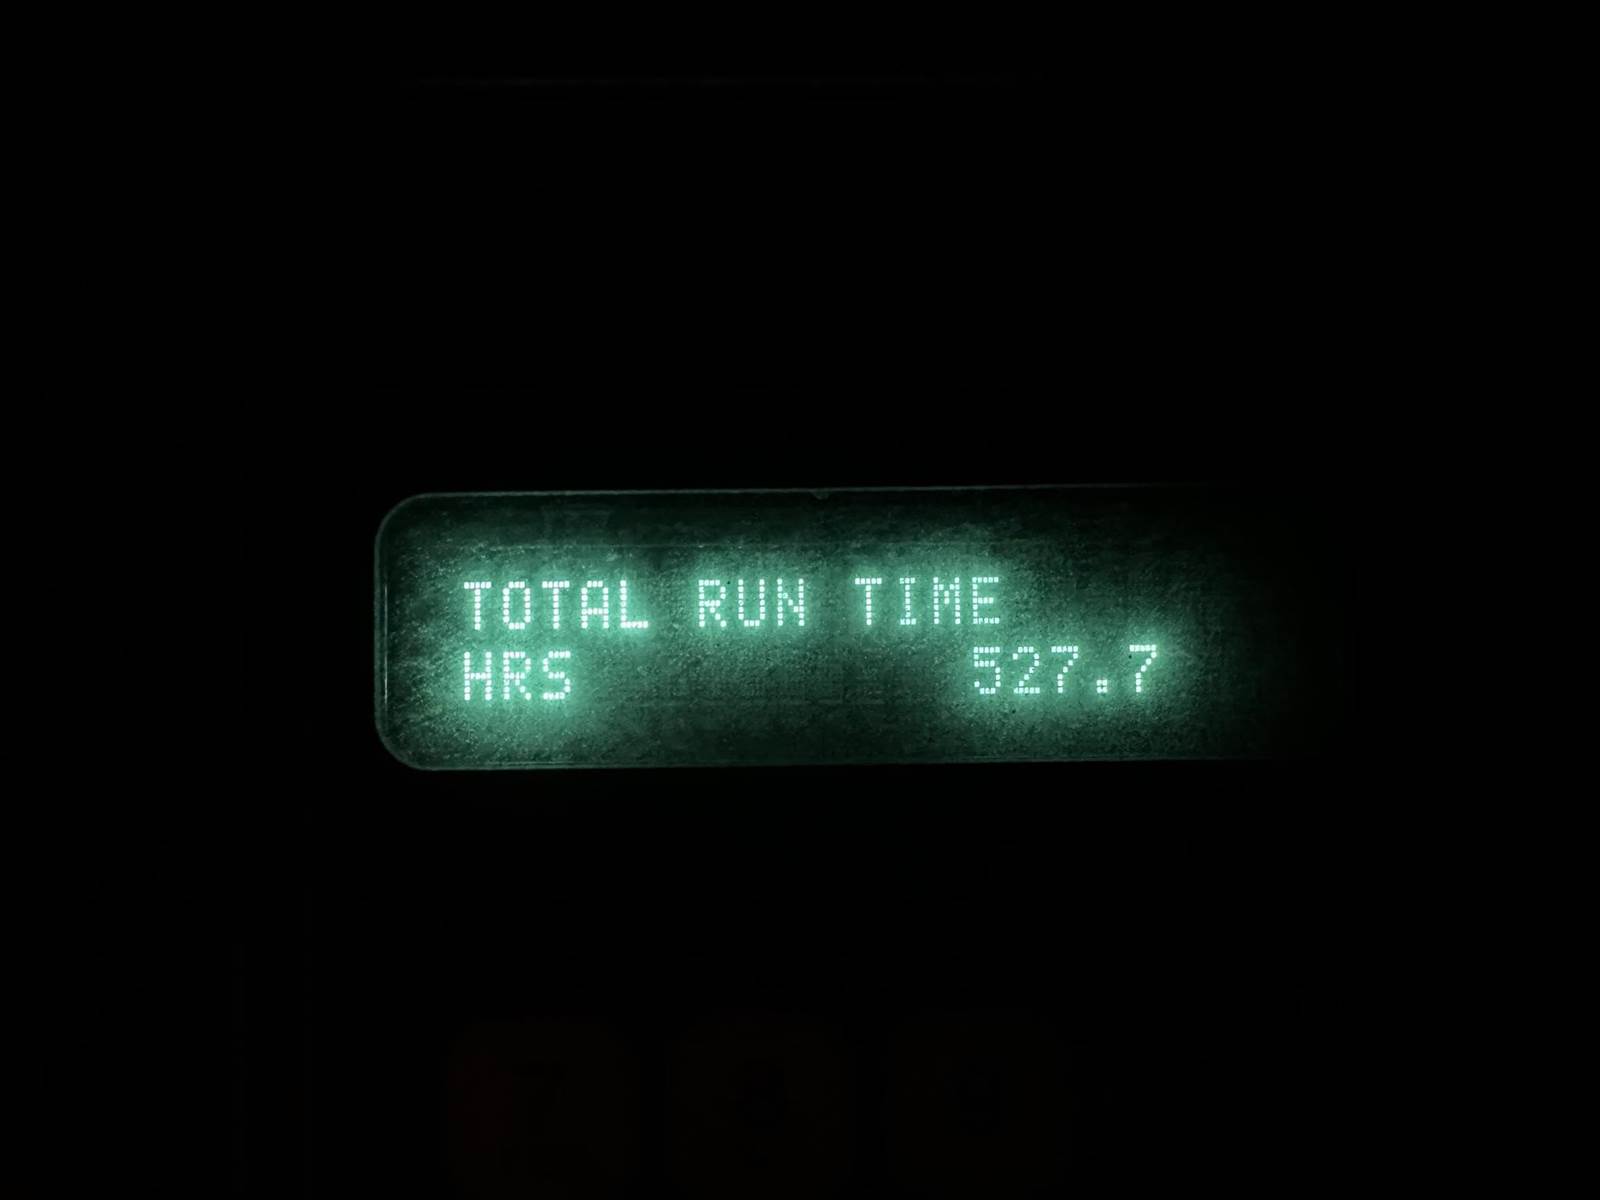 TOTAL RUN TIME
HRS 527.7